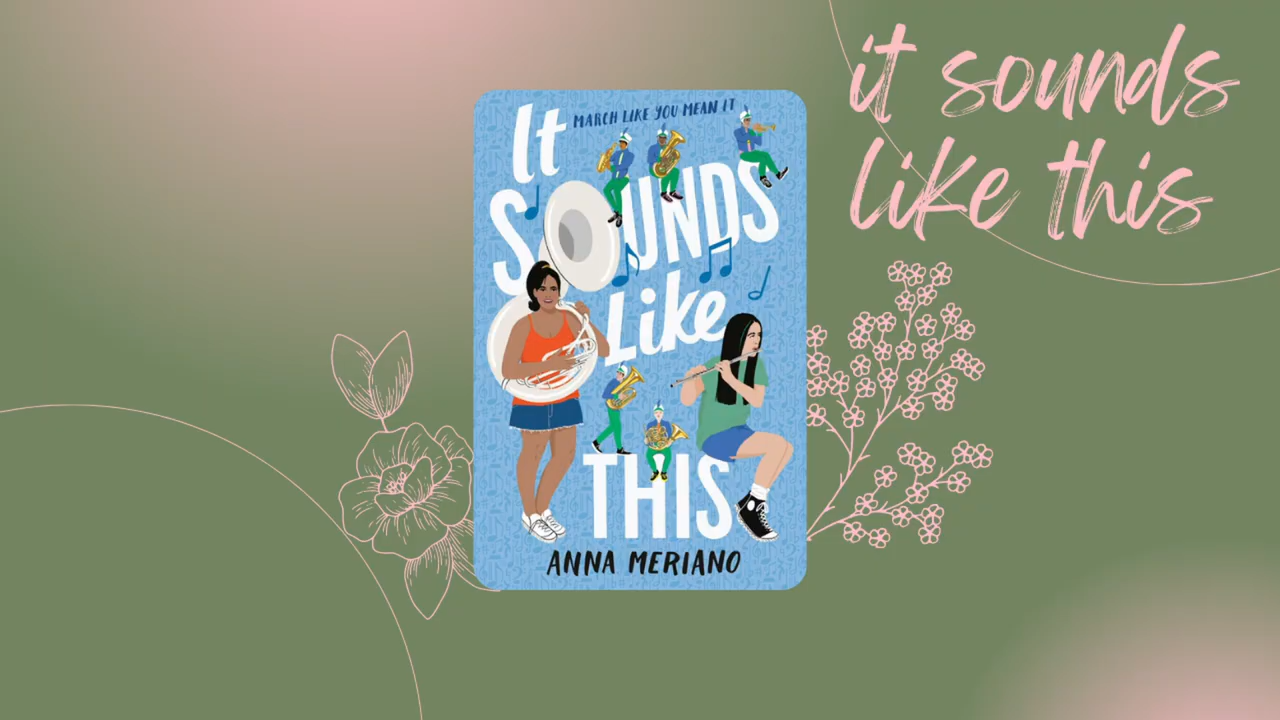 It
MARCH LIKE YOU MEAN IT
SOUNDS
Like
THIS
ANNA MERIANO
it sounds
like this